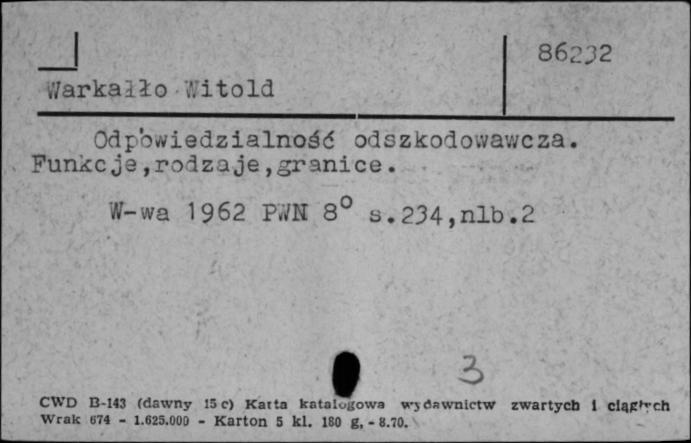 86232
Warkałło Witold
Odpowiedzialność odszkodowawcza.
Funkcje,rodzaje,granice.
W-wa 1962 PWN 8° s.234,nlb.2
3
CWD B-143 (dawny 15 c) Karta katalogowa wydawnictw zwartych i ciągłych
Wrak 674 - 1.625.000 - Karton 5 kl. 180 g, - 8.70.